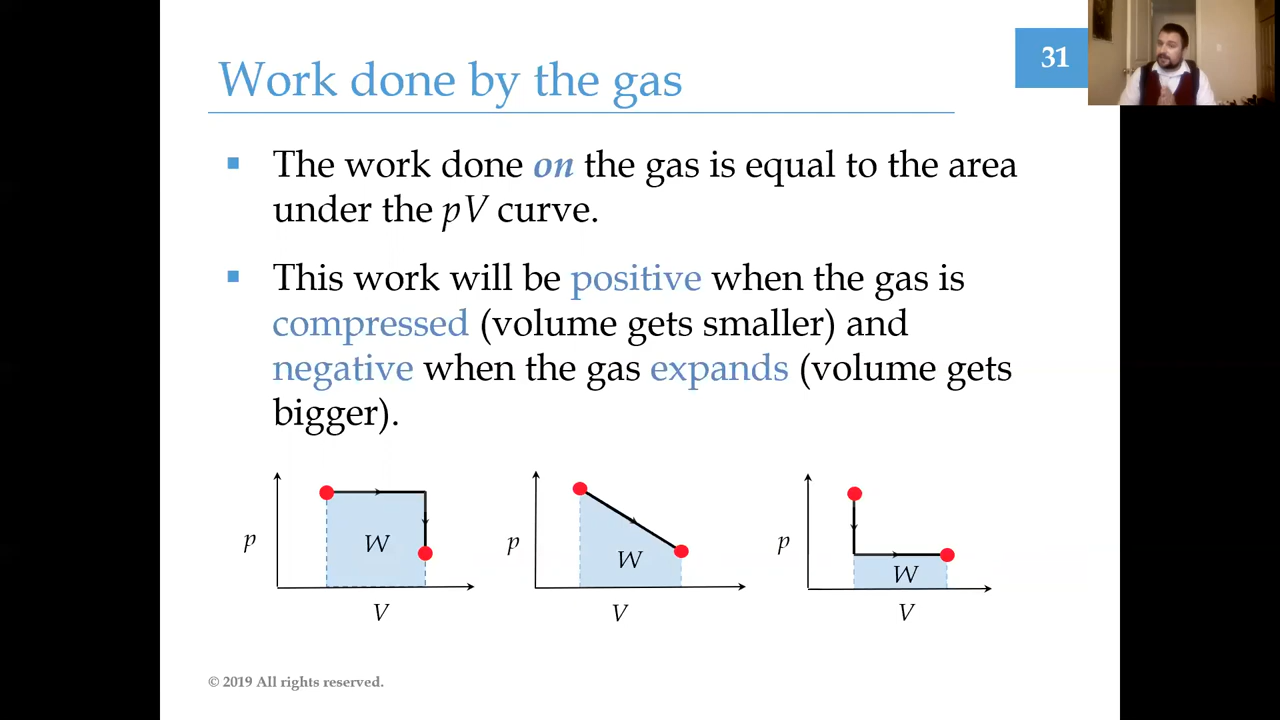 31
Work done by the gas
▪ The work done on the gas is equal to the area
under the pV curve.
▪ This work will be positive when the gas is
compressed (volume gets smaller) and
negative when the gas expands (volume gets
bigger).
p
W
V
p
W
V
p
W
V
© 2019 All rights reserved.